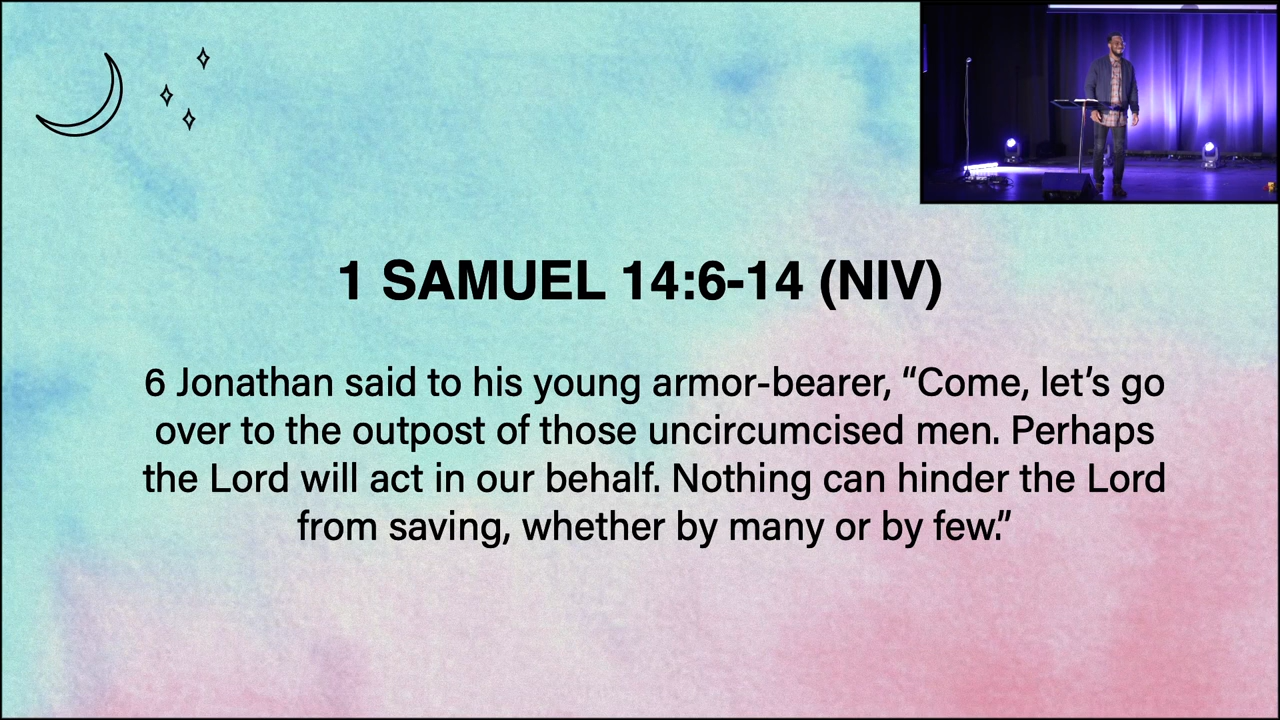 1 SAMUEL 14:6-14 (NIV)
6 Jonathan said to his young armor-bearer, “Come, let’s go
over to the outpost of those uncircumcised men. Perhaps
the Lord will act in our behalf. Nothing can hinder the Lord
from saving, whether by many or by few.”